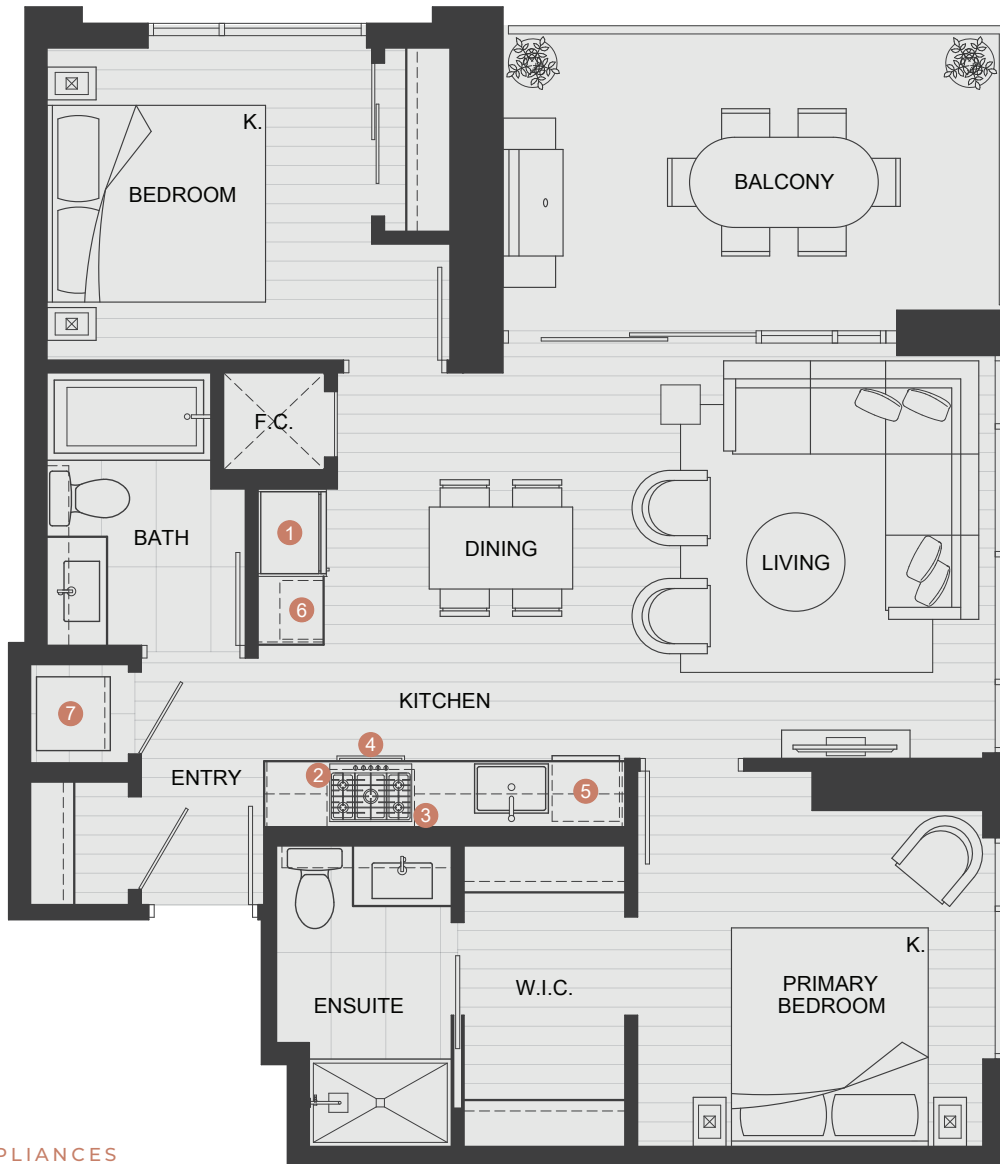 K.
BEDROOM
BALCONY
F.C.
1
BATH
DINING
LIVING
6
KITCHEN
7
4
ENTRY
2
5
3
K.
PRIMARY
BEDROOM
W.I.C.
ENSUITE
PLIANCES